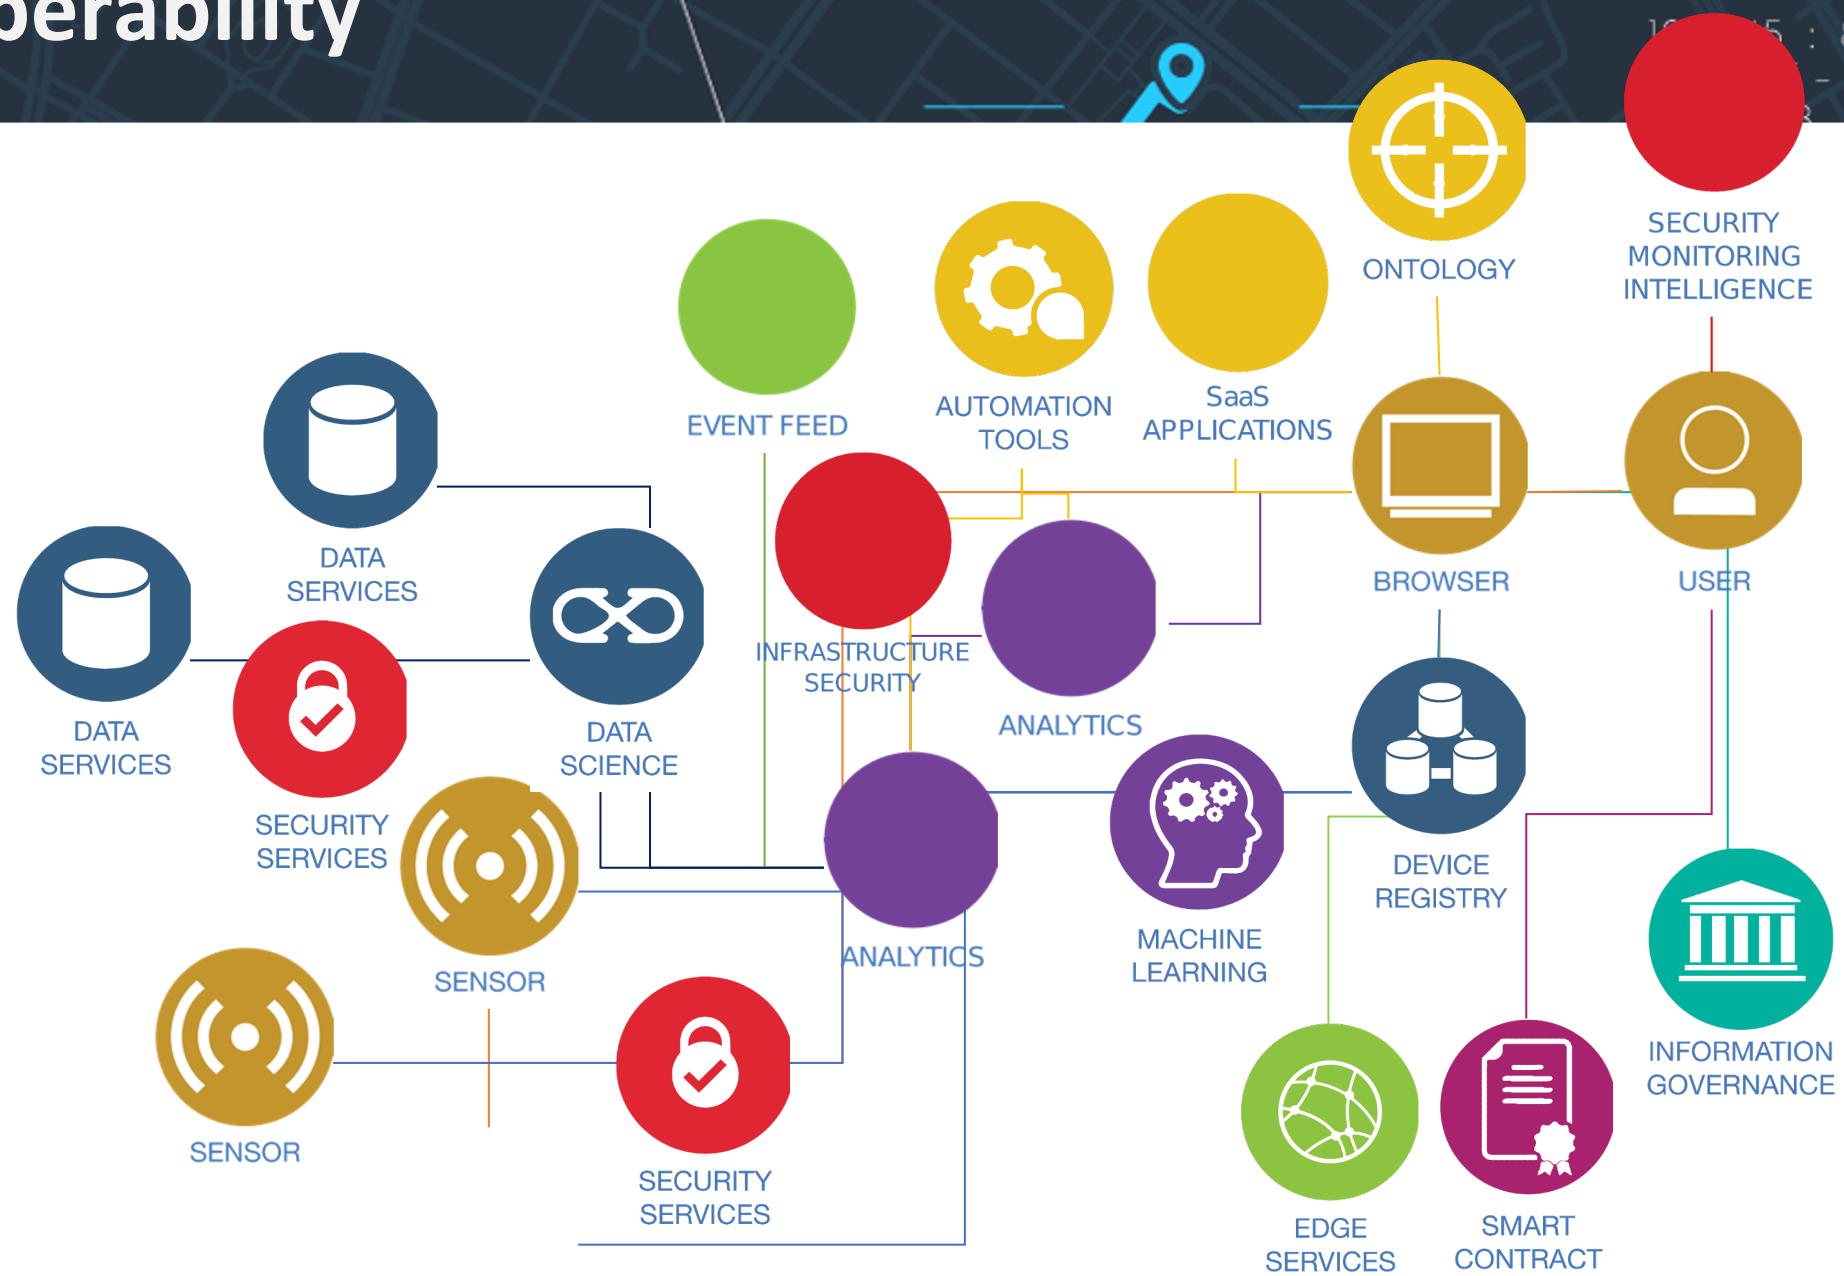 perability
SECURITY
MONITORING
INTELLIGENCE
ONTOLOGY
EVENT FEED
AUTOMATION
TOOLS
SaaS
APPLICATIONS
DATA
SERVICES
BROWSER
USER
INFRASTRUCTURE
SECURITY
ANALYTICS
DATA
SERVICES
DATA
SCIENCE
SECURITY
SERVICES
DEVICE
REGISTRY
SENSOR
ANALYTICS
MACHINE
LEARNING
INFORMATION
GOVERNANCE
SENSOR
SECURITY
SERVICES
EDGE
SERVICES
SMART
CONTRACT